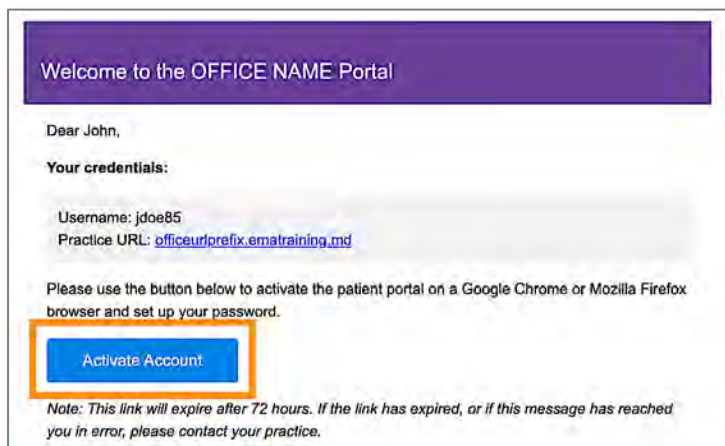 Welcome to the OFFICE NAME Portal
Dear John,
Your credentials:
Username: jdoe85
Practice URL: officeurlprefix.ematraining.md
Please use the button below to activate the patient portal on a Google Chrome or Mozilla Firefox
browser and set up your password.
Activate Account
Note: This link will expire after 72 hours. If the link has expired, or if this message has reached
you in error, please contact your practice.